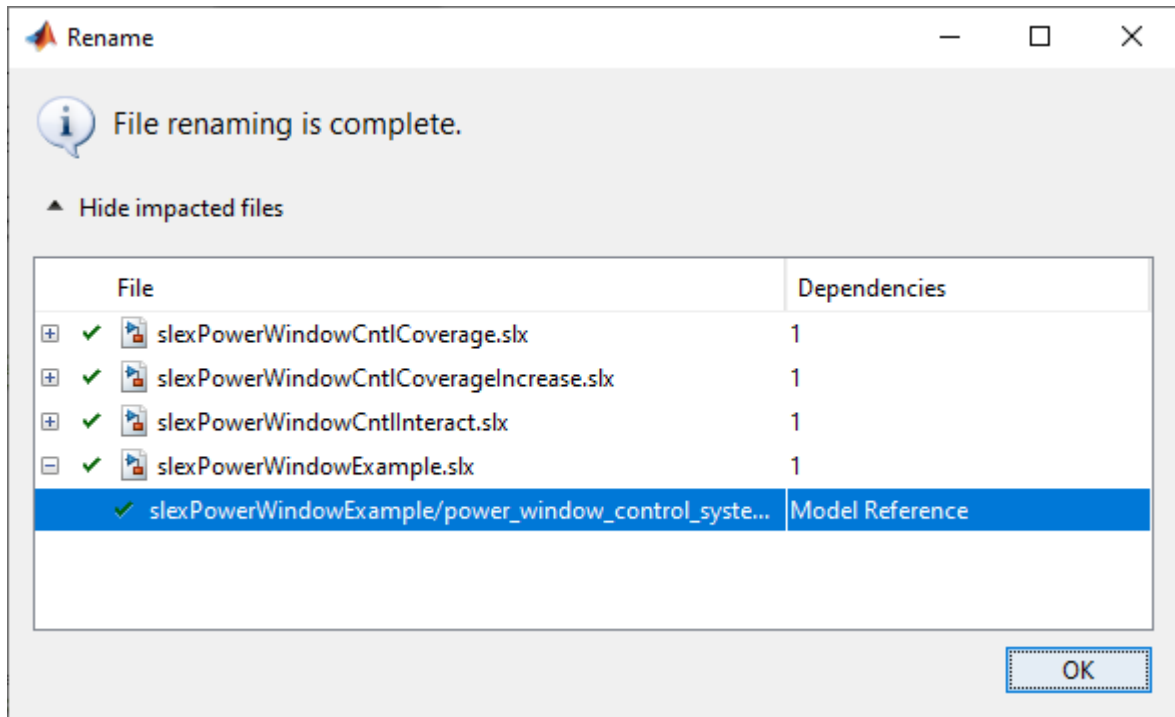 Rename
File renaming is complete.
Hide impacted files
File Dependencies
slexPowerWindowCntlCoverage.slx 1
slexPowerWindowCntlCoverageIncrease.slx 1
slexPowerWindowCntlInteract.slx 1
slexPowerWindowExample.slx 1
slexPowerWindowExample/power_window_control_syste... Model Reference
OK